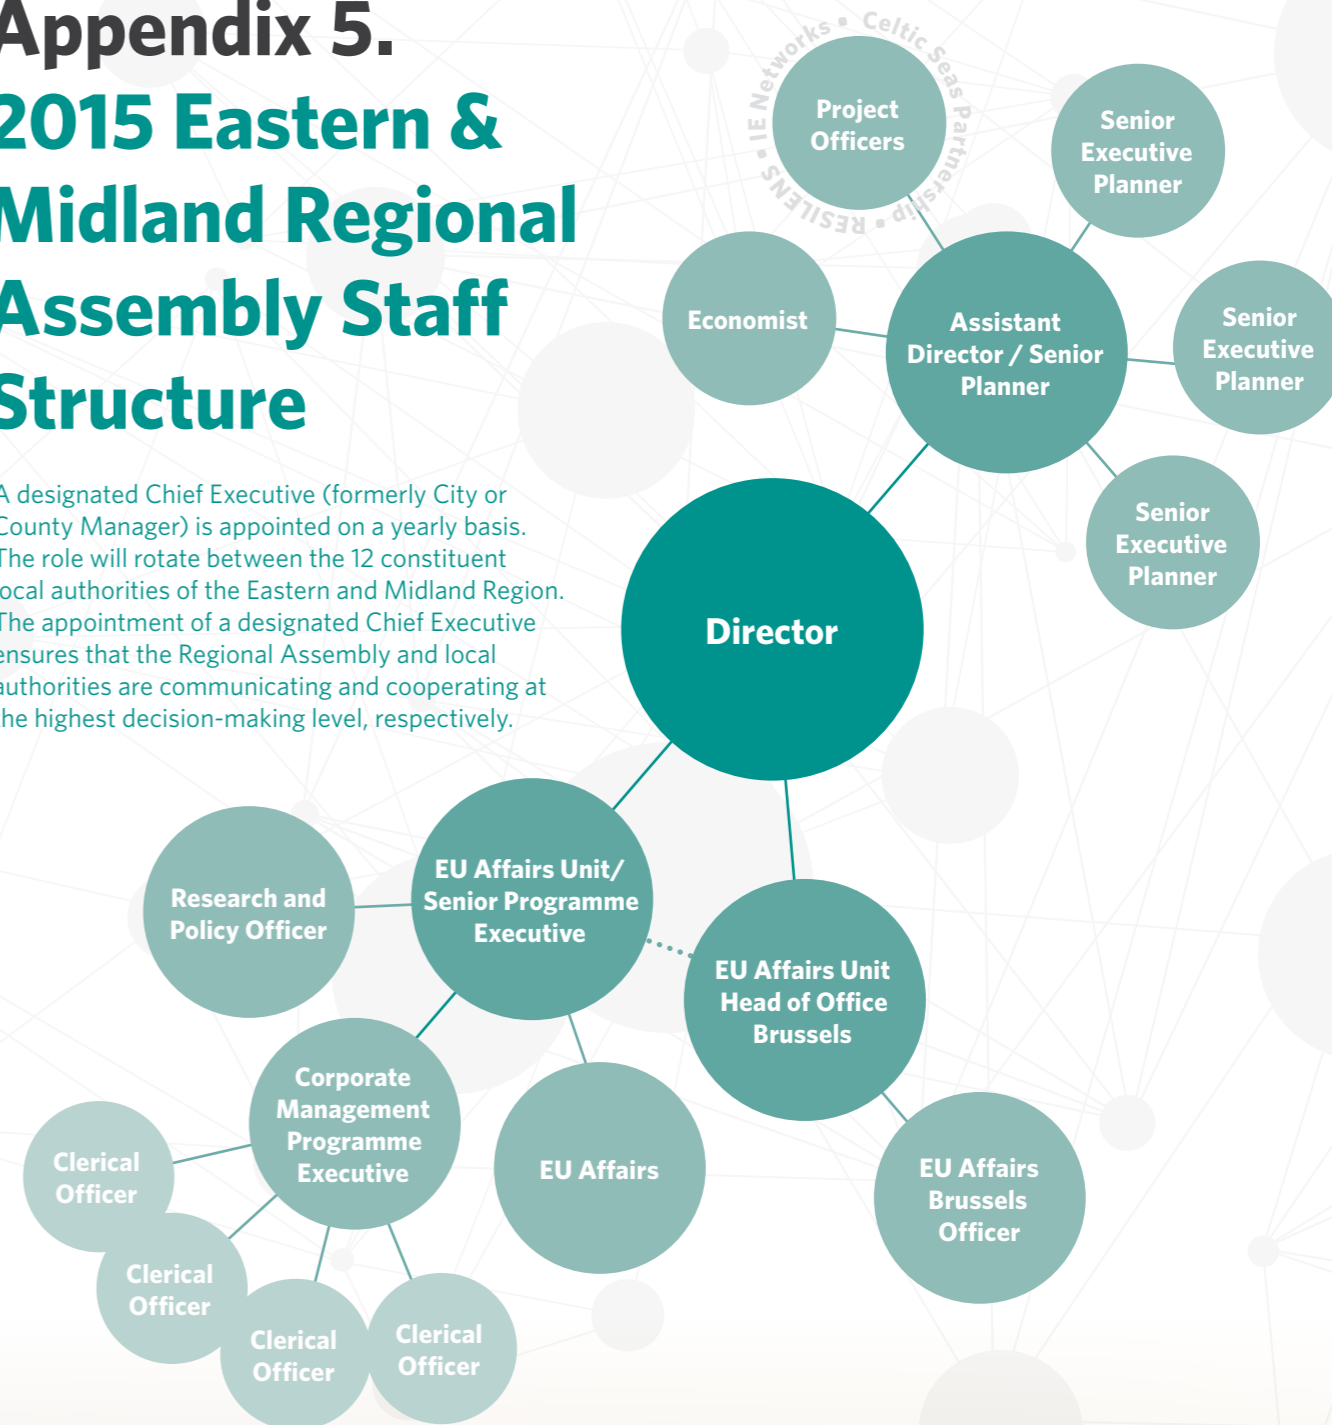 Appendix 5.
2015 Eastern &
Midland Regional
Assembly Staff
Structure
A designated Chief Executive (formerly City or
County Manager) is appointed on a yearly basis.
The role will rotate between the 12 constituent
local authorities of the Eastern and Midland Region.
The appointment of a designated Chief Executive
ensures that the Regional Assembly and local
authorities are communicating and cooperating at
the highest decision-making level, respectively.
IE Networks • Celtic Seas Partnership • RESILENS •
Project
Officers
Senior
Executive
Planner
Economist
Assistant
Director / Senior
Planner
Senior
Executive
Planner
Senior
Executive
Planner
Director
EU Affairs Unit/
Senior Programme
Executive
Research and
Policy Officer
EU Affairs Unit
Head of Office
Brussels
Corporate
Management
Programme
Executive
EU Affairs
EU Affairs
Brussels
Officer
Clerical
Officer
Clerical
Officer
Clerical
Officer
Clerical
Officer